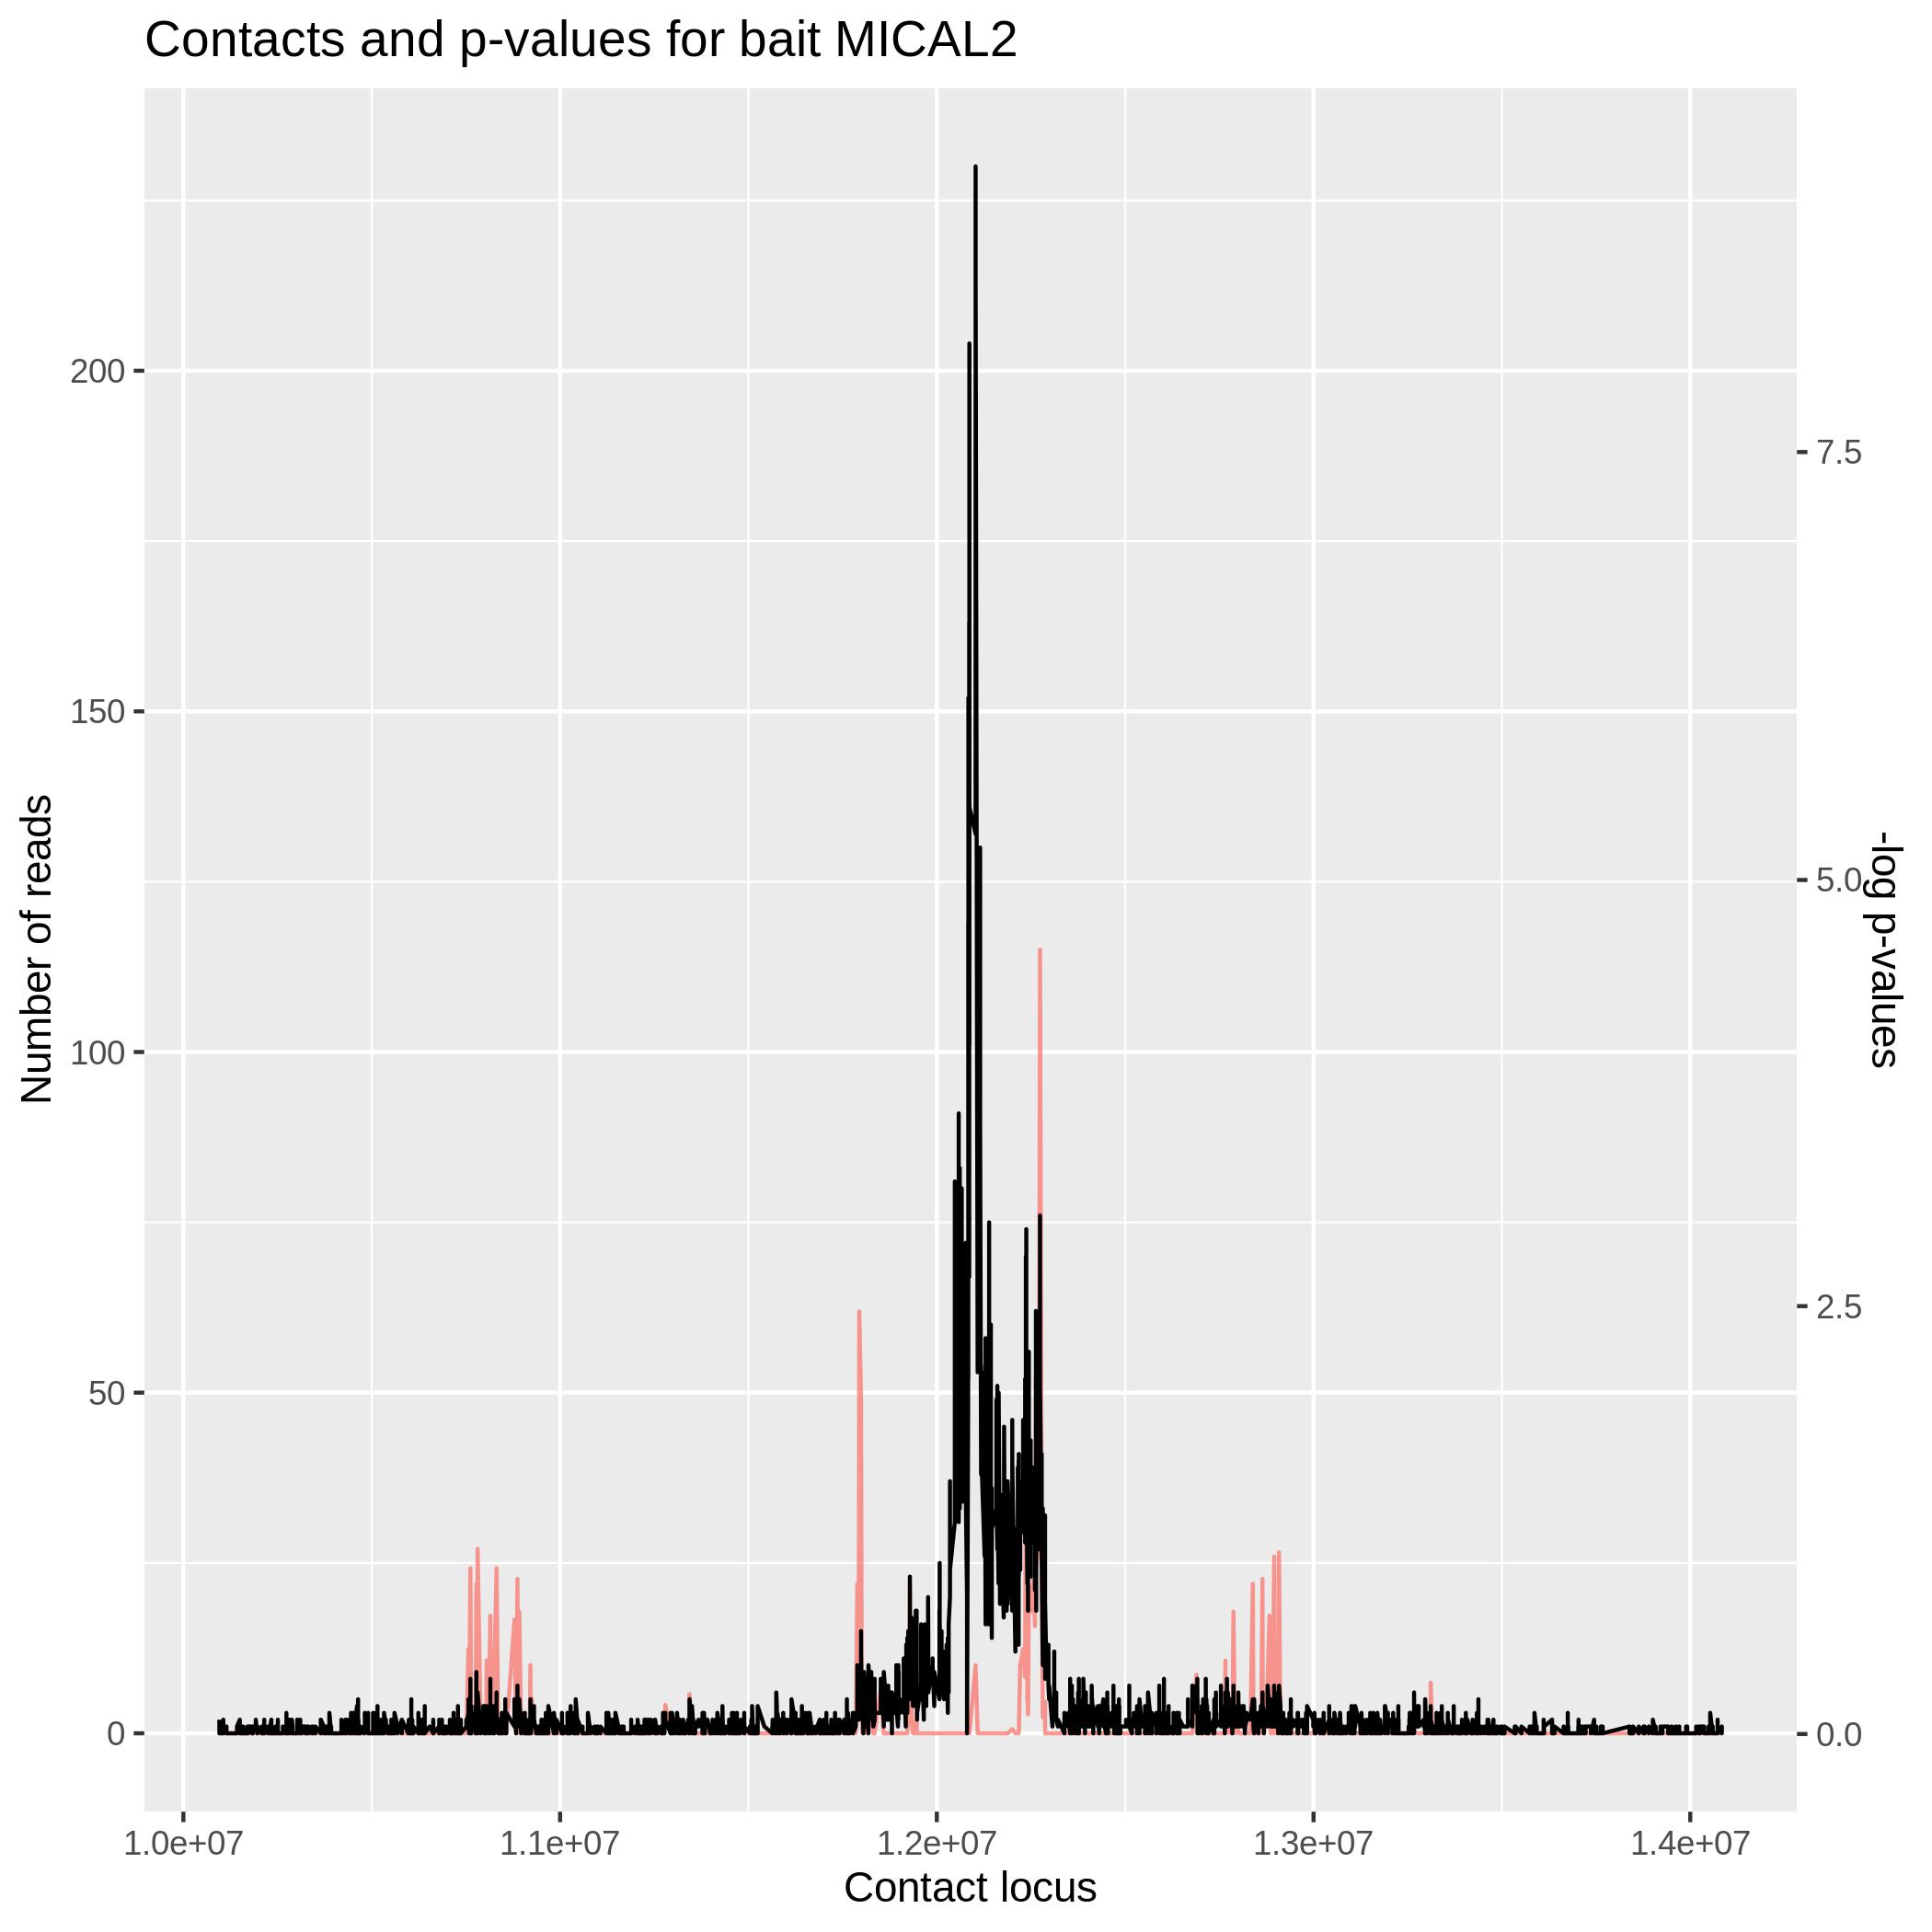 Contacts and p-values for bait MICAL2
Number of reads
200
150
100
50
0
7.5
5.0
2.5
0.0
-log p-values
1.0e+07
1.1e+07
1.2e+07
1.3e+07
1.4e+07
Contact locus